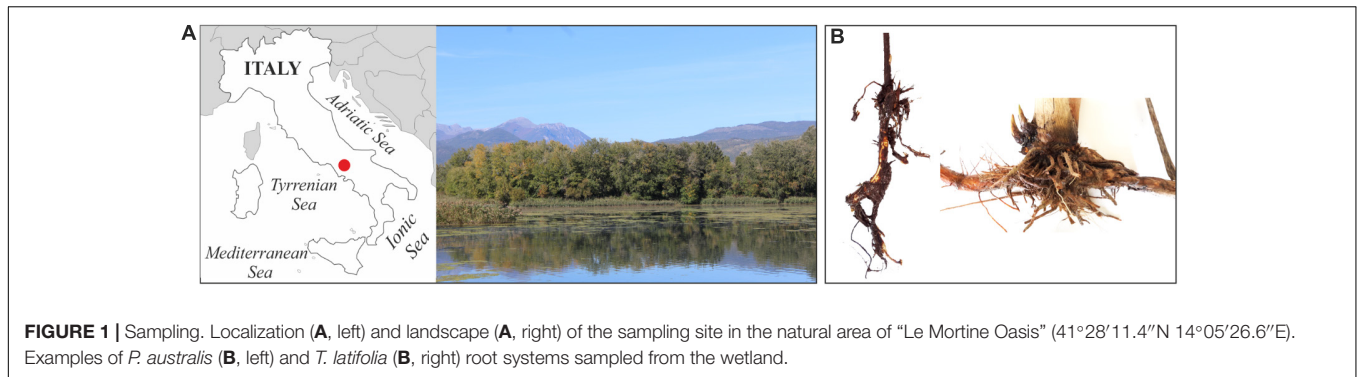 A
ITALY
Adriatic Sea
Tyrrenian
Sea
Ionic
Sea
Mediterranean
Sea
B
FIGURE 1 | Sampling. Localization (A, left) and landscape (A, right) of the sampling site in the natural area of “Le Mortine Oasis” (41°28′11.4″N 14°05′26.6″E).
Examples of P. australis (B, left) and T. latifolia (B, right) root systems sampled from the wetland.